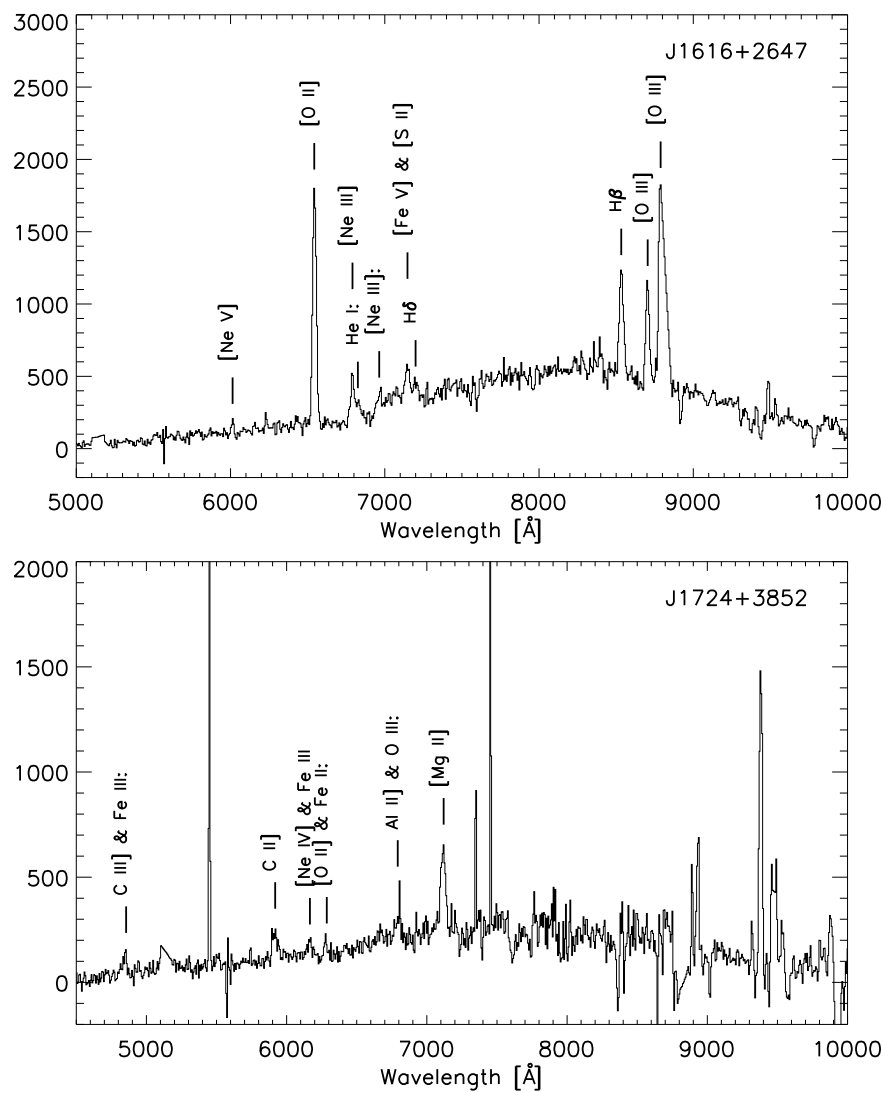 3000
2500
2000
1500
1000
500
0
J1616+2647
[Ne V]
[O II]
[Ne III]
He I:
[Ne III]:
[Fe V] & [S II]
Hδ
Hβ
[O III]
[O III]
5000 6000 7000 8000 9000 10000
Wavelength [Å]
2000
1500
1000
500
0
J1724+3852
C III] & Fe III:
C II]
[Ne IV] & Fe III
[O II] & Fe II:
Al II] & O III:
[Mg II]
5000 6000 7000 8000 9000 10000
Wavelength [Å]